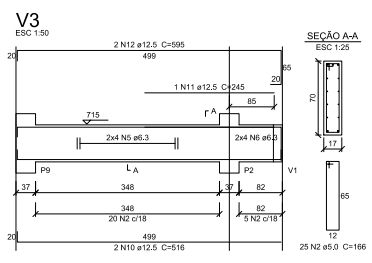 V3
ESC 1:50
2 N12 ø12.5 C=595
20
499
65
20
1 N11 ø12.5 C=245
A
85
715
2x4 N5 ø6.3
2x4 N6 ø6.3
A
P9
P2
V1
37
348
37
82
348
82
20 N2 c/18
5 N2 c/18
20
499
2 N10 ø12.5 C=516
SEÇÃO A-A
ESC 1:25
70
17
65
12
25 N2 ø5,0 C=166